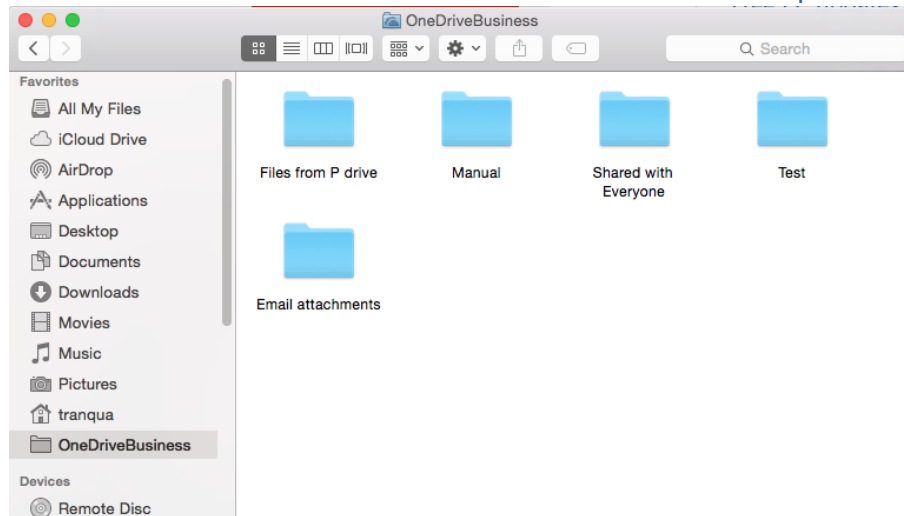 OneDriveBusiness
Search
Favorites
All My Files
iCloud Drive
AirDrop
Applications
Desktop
Documents
Downloads
Movies
Music
Pictures
tranqua
OneDriveBusiness
Devices
Remote Disc
Files from P drive
Manual
Shared with
Everyone
Test
Email attachments